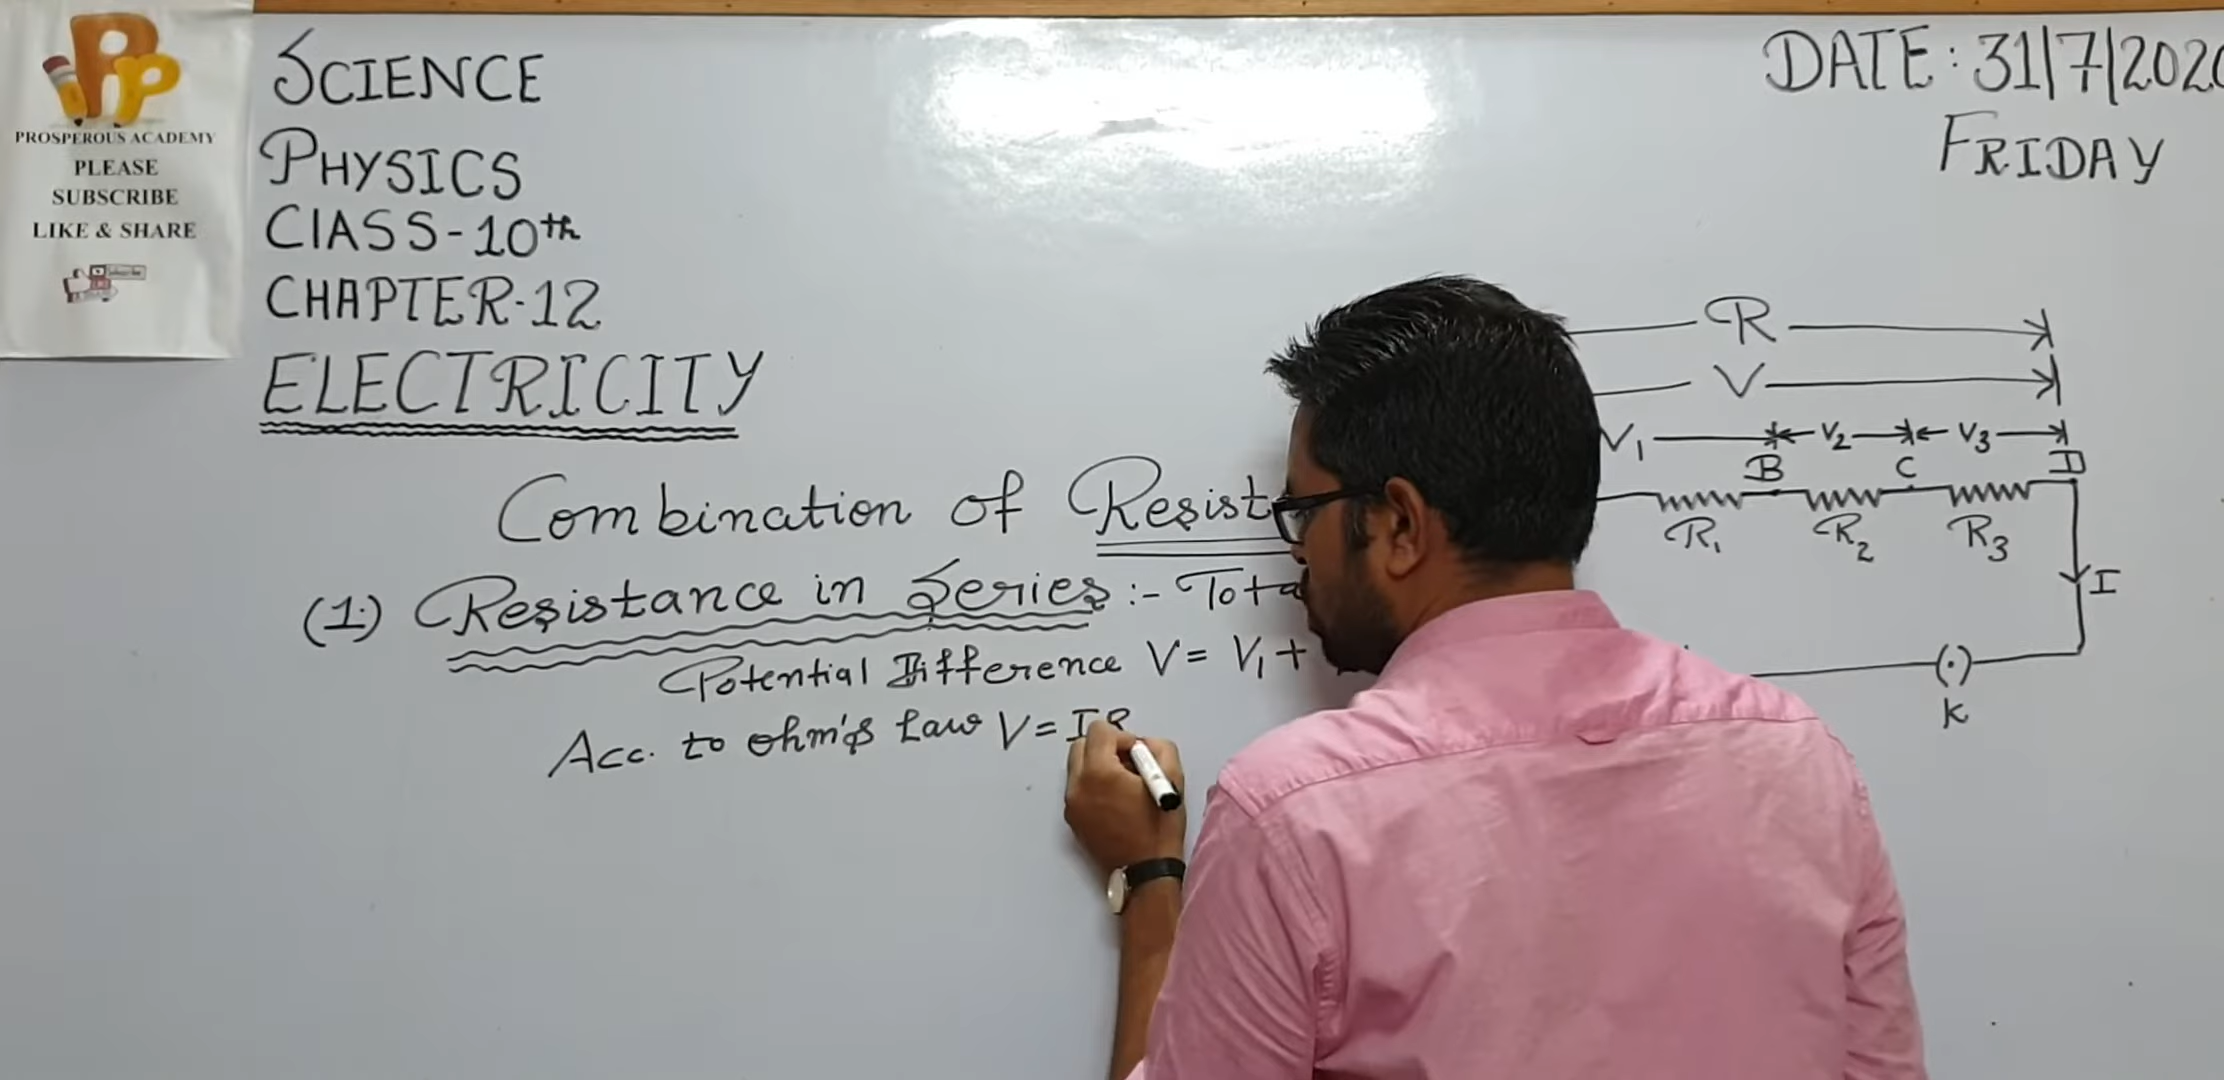 PROSPEROUS ACADEMY
PLEASE
SUBSCRIBE
LIKE & SHARE
SCIENCE
PHYSICS
ClASS-10th
CHAPTER-12
ELECTRICITY
DATE: 31/7/2020
FRIDAY
Combination of Resist
(1.) Resistance in Series :- Tota
Potential Difference V = V1 +
Acc. to ohm's Law V = IR
R
V
V1 V2 V3
B C D
R1 R2 R3
I
K